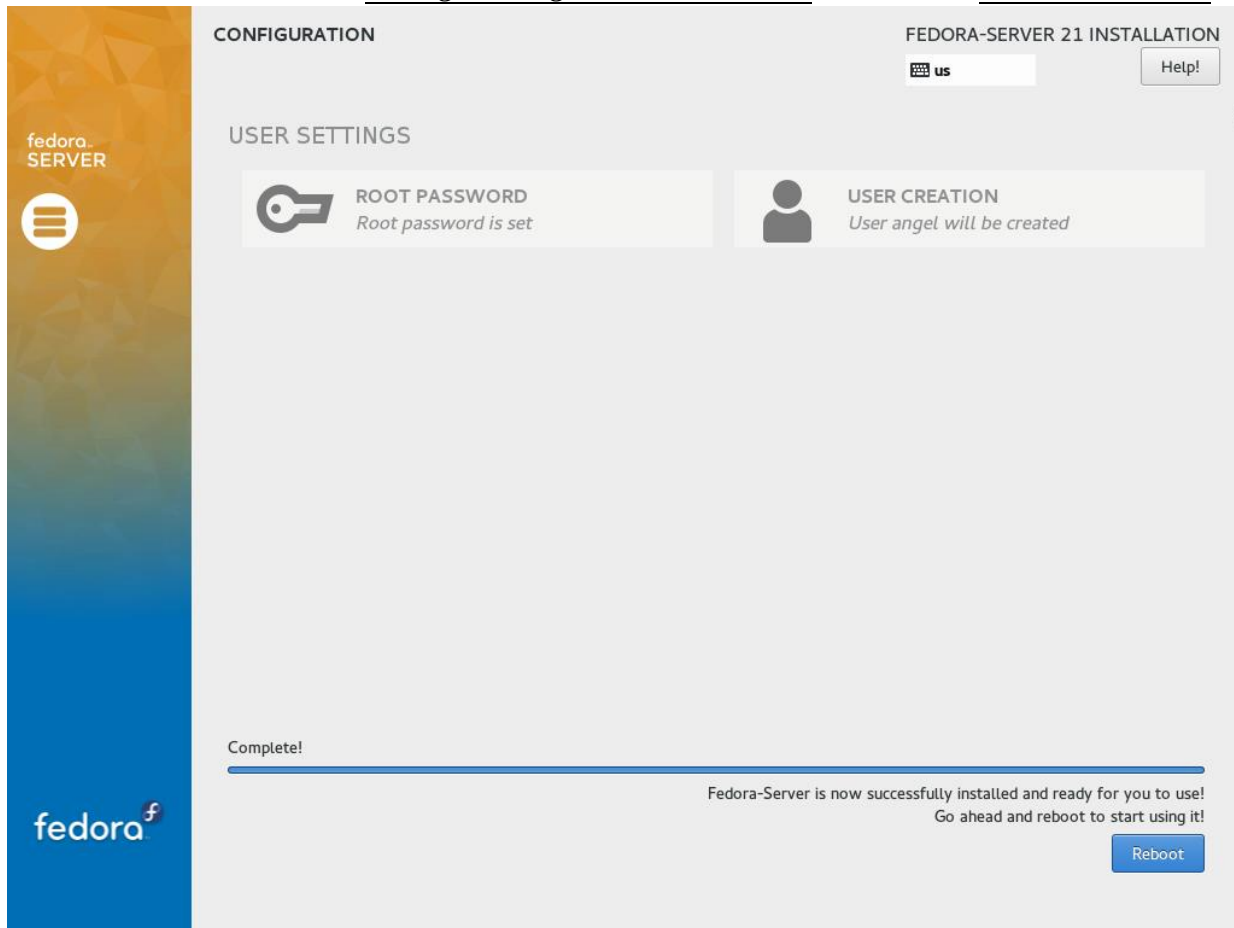 CONFIGURATION
FEDORA-SERVER 21 INSTALLATION
us
Help!
fedora
SERVER
USER SETTINGS
ROOT PASSWORD
Root password is set
USER CREATION
User angel will be created
Complete!
Fedora-Server is now successfully installed and ready for you to use!
Go ahead and reboot to start using it!
Reboot
fedora